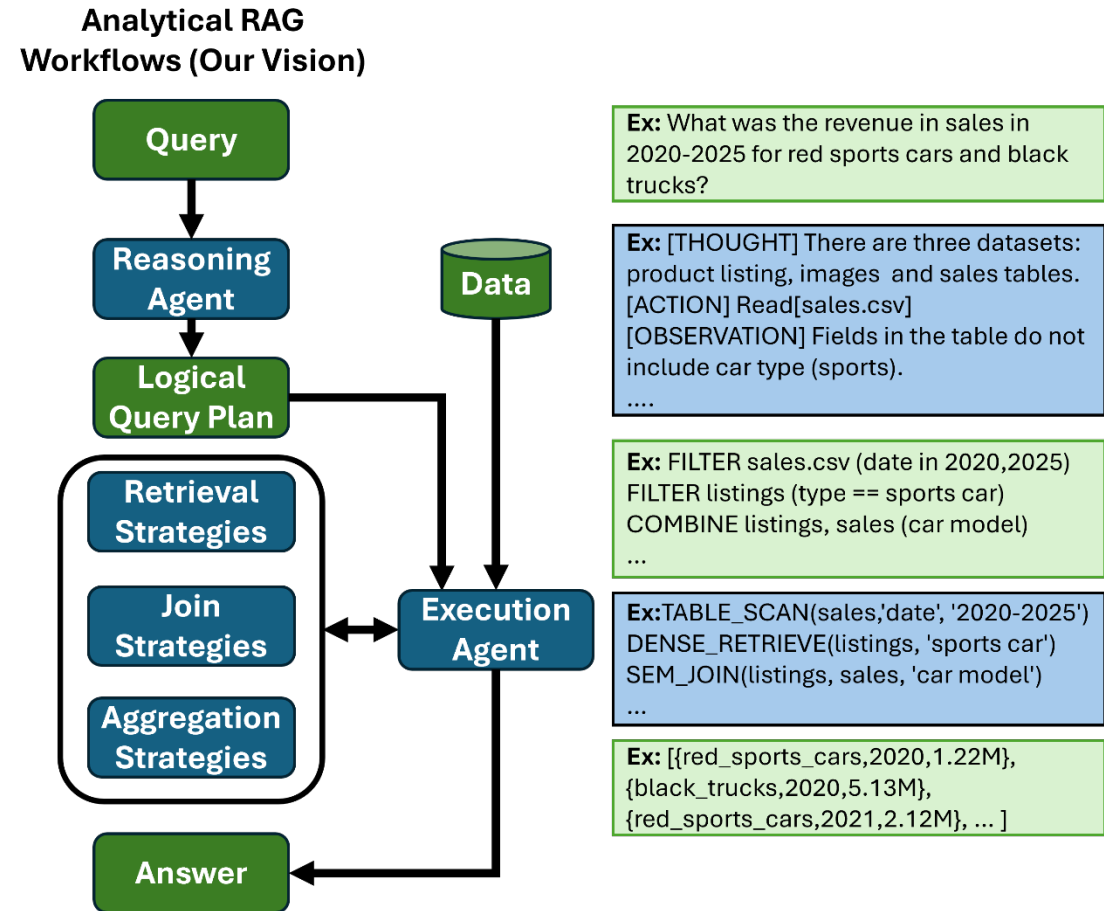 Analytical RAG
Workflows (Our Vision)
Query
Reasoning
Agent
Data
Logical
Query Plan
Retrieval
Strategies
Join
Strategies
Aggregation
Strategies
Execution
Agent
Answer
Ex: What was the revenue in sales in
2020-2025 for red sports cars and black
trucks?
Ex: [THOUGHT] There are three datasets:
product listing, images and sales tables.
[ACTION] Read[sales.csv]
[OBSERVATION] Fields in the table do not
include car type (sports).
....
Ex: FILTER sales.csv (date in 2020,2025)
FILTER listings (type == sports car)
COMBINE listings, sales (car model)
...
Ex:TABLE_SCAN(sales,'date', '2020-2025')
DENSE_RETRIEVE(listings, 'sports car')
SEM_JOIN(listings, sales, 'car model')
...
Ex: [{red_sports_cars,2020,1.22M},
{black_trucks,2020,5.13M},
{red_sports_cars,2021,2.12M}, ... ]